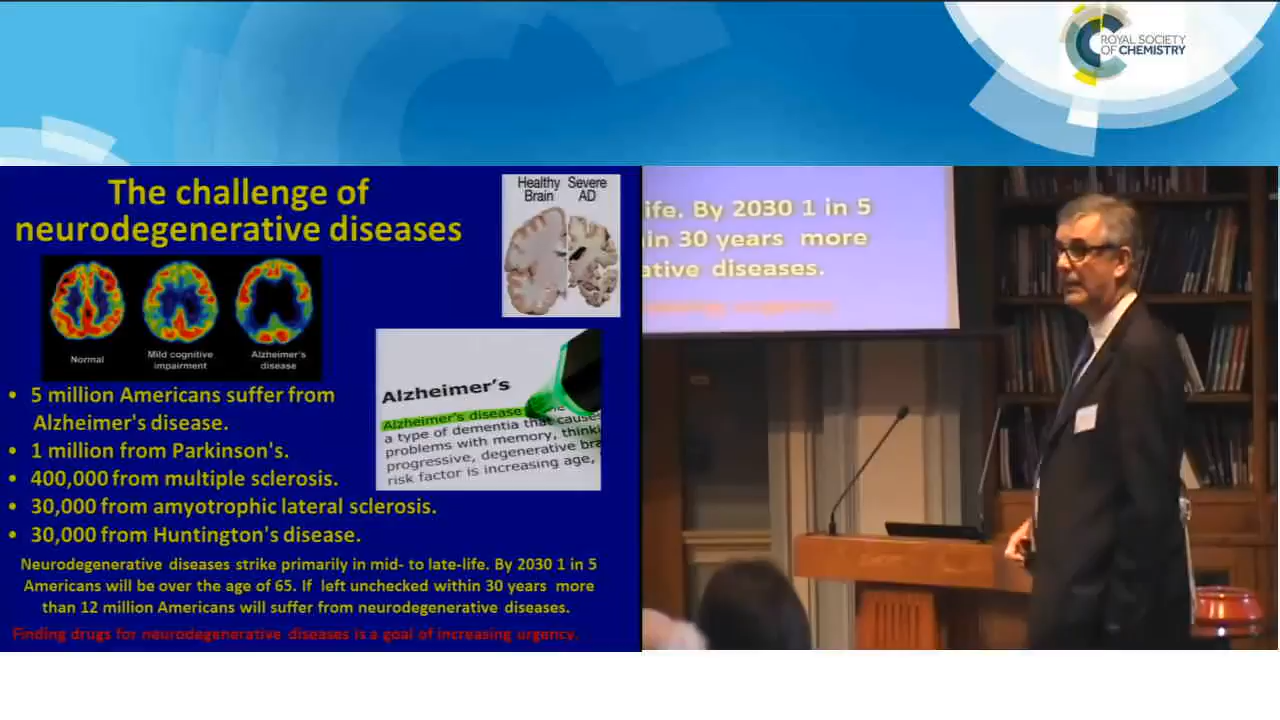 ROYAL SOCIETY
OF CHEMISTRY
The challenge of
neurodegenerative diseases
Healthy Severe
Brain AD
Normal
Mild cognitive
impairment
Alzheimer's
disease
Alzheimer's
Alzheimer's disease
a type of dementia that cause
problems with memory, thinki
progressive, degenerative bra
risk factor is increasing age,
• 5 million Americans suffer from
Alzheimer's disease.
• 1 million from Parkinson's.
• 400,000 from multiple sclerosis.
• 30,000 from amyotrophic lateral sclerosis.
• 30,000 from Huntington's disease.
Neurodegenerative diseases strike primarily in mid- to late-life. By 2030 1 in 5
Americans will be over the age of 65. If left unchecked within 30 years more
than 12 million Americans will suffer from neurodegenerative diseases.
Finding drugs for neurodegenerative diseases is a goal of increasing urgency.
ife. By 2030 1 in 5
in 30 years more
ative diseases.